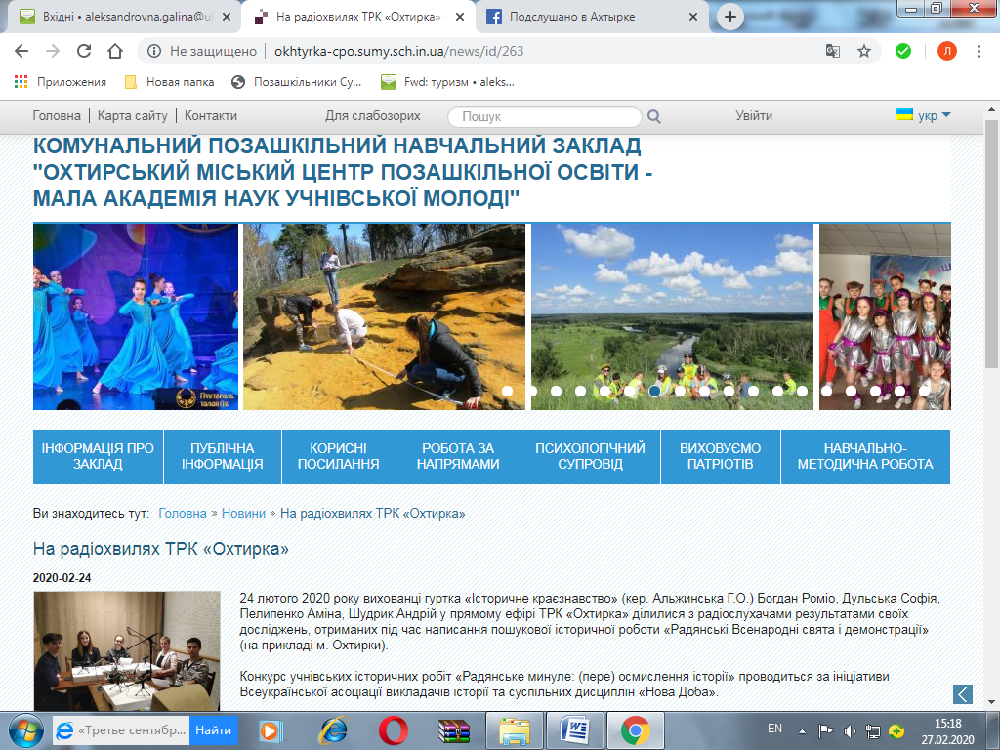 Вхідні • aleksandrovna.galina@u
На радіохвилях ТРК «Охтирка»
Подслушано в Ахтырке
Не защищено
okhtyrka-cpo.sumy.sch.in.ua/news/id/263
Л
Приложения
Новая папка
Позашкільники Су...
Fwd: туризм • aleks...
Головна
Карта сайту
Контакти
Для слабозорих
Пошук
Увійти
укр
КОМУНАЛЬНИЙ ПОЗАШКІЛЬНИЙ НАВЧАЛЬНИЙ ЗАКЛАД
"ОХТИРСЬКИЙ МІСЬКИЙ ЦЕНТР ПОЗАШКІЛЬНОЇ ОСВІТИ -
МАЛА АКАДЕМІЯ НАУК УЧНІВСЬКОЇ МОЛОДІ"
Пектораль
талантів
ІНФОРМАЦІЯ ПРО
ЗАКЛАД
ПУБЛІЧНА
ІНФОРМАЦІЯ
КОРИСНІ
ПОСИЛАННЯ
РОБОТА ЗА
НАПРЯМАМИ
ПСИХОЛОГІЧНИЙ
СУПРОВІД
ВИХОВУЄМО
ПАТРІОТІВ
НАВЧАЛЬНО-
МЕТОДИЧНА РОБОТА
Ви знаходитесь тут: Головна » Новини » На радіохвилях ТРК «Охтирка»
На радіохвилях ТРК «Охтирка»
2020-02-24
24 лютого 2020 року вихованці гуртка «Історичне краєзнавство» (кер. Альжинська Г.О.) Богдан Роміо, Дульська Софія,
Пелипенко Аміна, Шудрик Андрій у прямому ефірі ТРК «Охтирка» ділилися з радіослухачами результатами своїх
досліджень, отриманих під час написання пошукової історичної роботи «Радянські Всенародні свята і демонстрації»
(на прикладі м. Охтирки).
Конкурс учнівських історичних робіт «Радянське минуле: (пере) осмислення історії» проводиться за ініціативи
Всеукраїнської асоціації викладачів історії та суспільних дисциплін «Нова Доба».
«Третье сентябр...
Найти
EN
15:18
27.02.2020